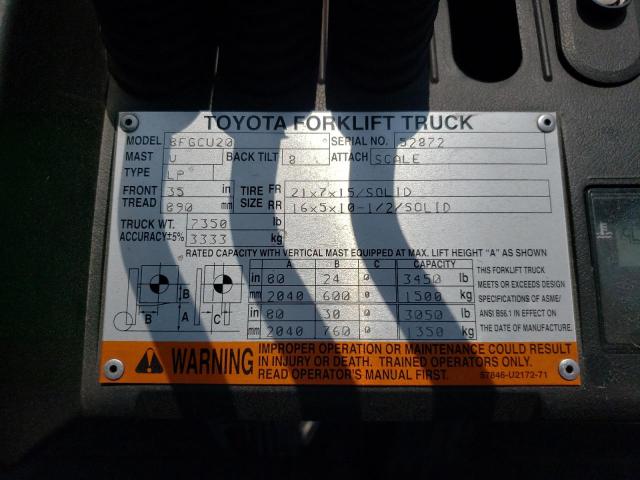 TOYOTA FORKLIFT TRUCK
MODEL 8FGCU20 SERIAL NO. 52872
MAST U BACK TILT 8 ° ATTACH SCALE
TYPE LP
FRONT TREAD 35 in 890 mm TIRE SIZE FR 21x7x15/SOLID
RR 16x5x10-1/2/SOLID
TRUCK WT. 7350 lb
ACCURACY±5% 3333 kg
RATED CAPACITY WITH VERTICAL MAST EQUIPPED AT MAX. LIFT HEIGHT "A" AS SHOWN
A B C CAPACITY
in 80 24 0 3450 lb
mm 2040 600 0 1500 kg
in 80 30 0 3050 lb
mm 2040 760 0 1350 kg
B A B C
THIS FORKLIFT TRUCK
MEETS OR EXCEEDS DESIGN
SPECIFICATIONS OF ASME/
ANSI B56.1 IN EFFECT ON
THE DATE OF MANUFACTURE.
WARNING
IMPROPER OPERATION OR MAINTENANCE COULD RESULT
IN INJURY OR DEATH. TRAINED OPERATORS ONLY.
READ OPERATOR'S MANUAL FIRST.
57846-U2172-71